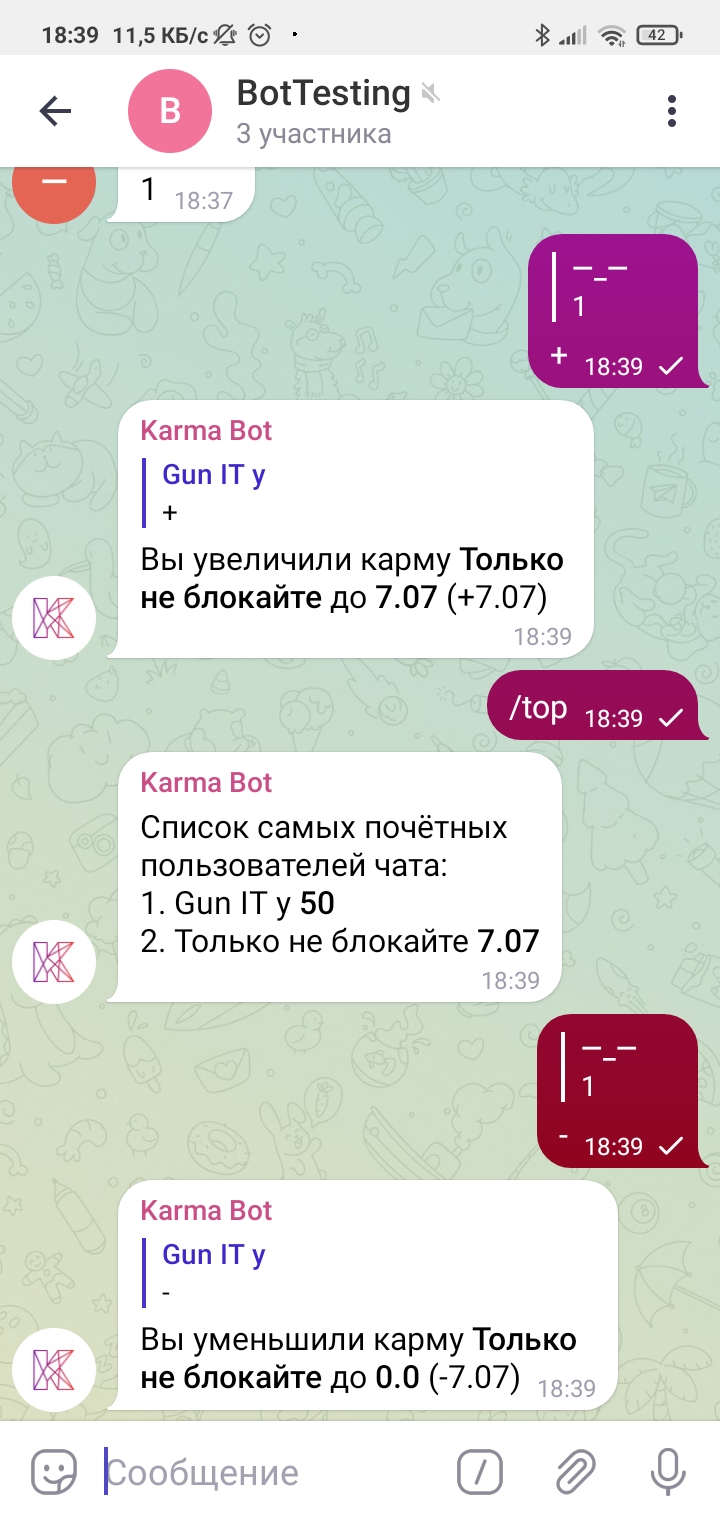 18:39 11,5 КБ/с 42
B
BotTesting
3 участника
—
1 18:37
—_—
1
+ 18:39
Karma Bot
Gun IT y
+
Вы увеличили карму Только
не блокайте до 7.07 (+7.07)
18:39
/top 18:39
Karma Bot
Список самых почётных
пользователей чата:
1. Gun IT y 50
2. Только не блокайте 7.07
18:39
—_—
1
- 18:39
Karma Bot
Gun IT y
-
Вы уменьшили карму Только
не блокайте до 0.0 (-7.07) 18:39
Сообщение